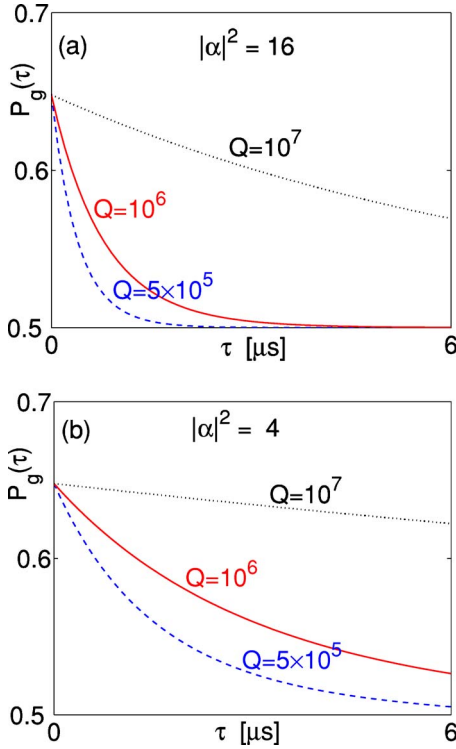 0.7
(a)
|α|² = 16
P_g(τ)
Q=10⁷
0.6
Q=10⁶
Q=5×10⁵
0.5
0
τ [μs]
6
0.7
(b)
|α|² = 4
P_g(τ)
Q=10⁷
0.6
Q=10⁶
Q=5×10⁵
0.5
0
τ [μs]
6